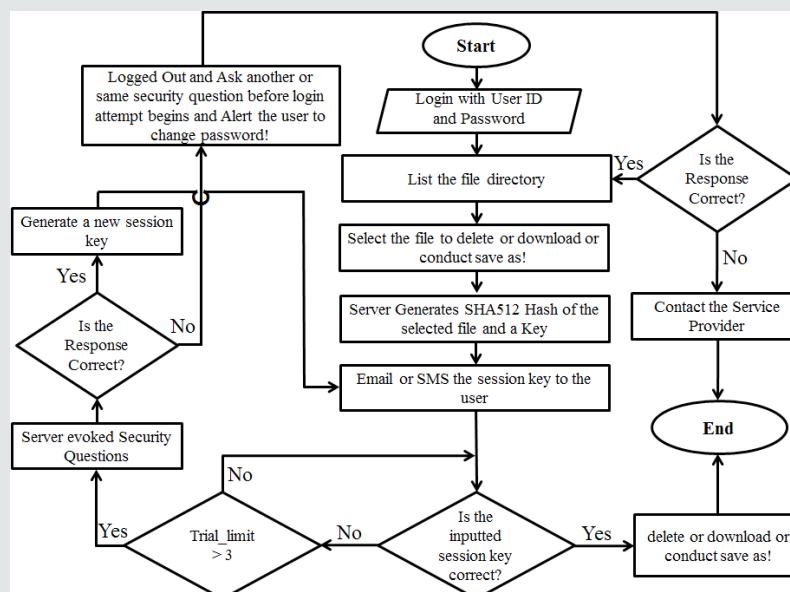 Start
Logged Out and Ask another or
same security question before login
attempt begins and Alert the user to
change password!
Login with User ID
and Password
List the file directory
Yes
Is the
Response
Correct?
Generate a new session
key
Select the file to delete or download or
conduct save as!
No
Yes
Server Generates SHA512 Hash of the
selected file and a Key
Contact the Service
Provider
Is the
Response
Correct?
No
Email or SMS the session key to the
user
End
Server evoked Security
Questions
No
Yes
Trial_limit
> 3
No
Is the
inputted
session key
correct?
Yes
delete or download or
conduct save as!